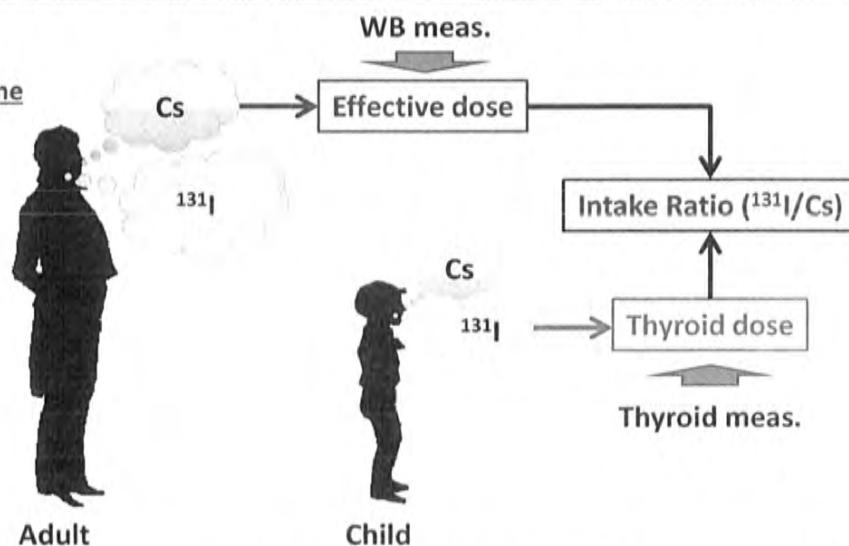 WB meas.
Cs
Effective dose
¹³¹I
Intake Ratio (¹³¹I/Cs)
Cs
¹³¹I
Thyroid dose
Thyroid meas.
Adult
Child